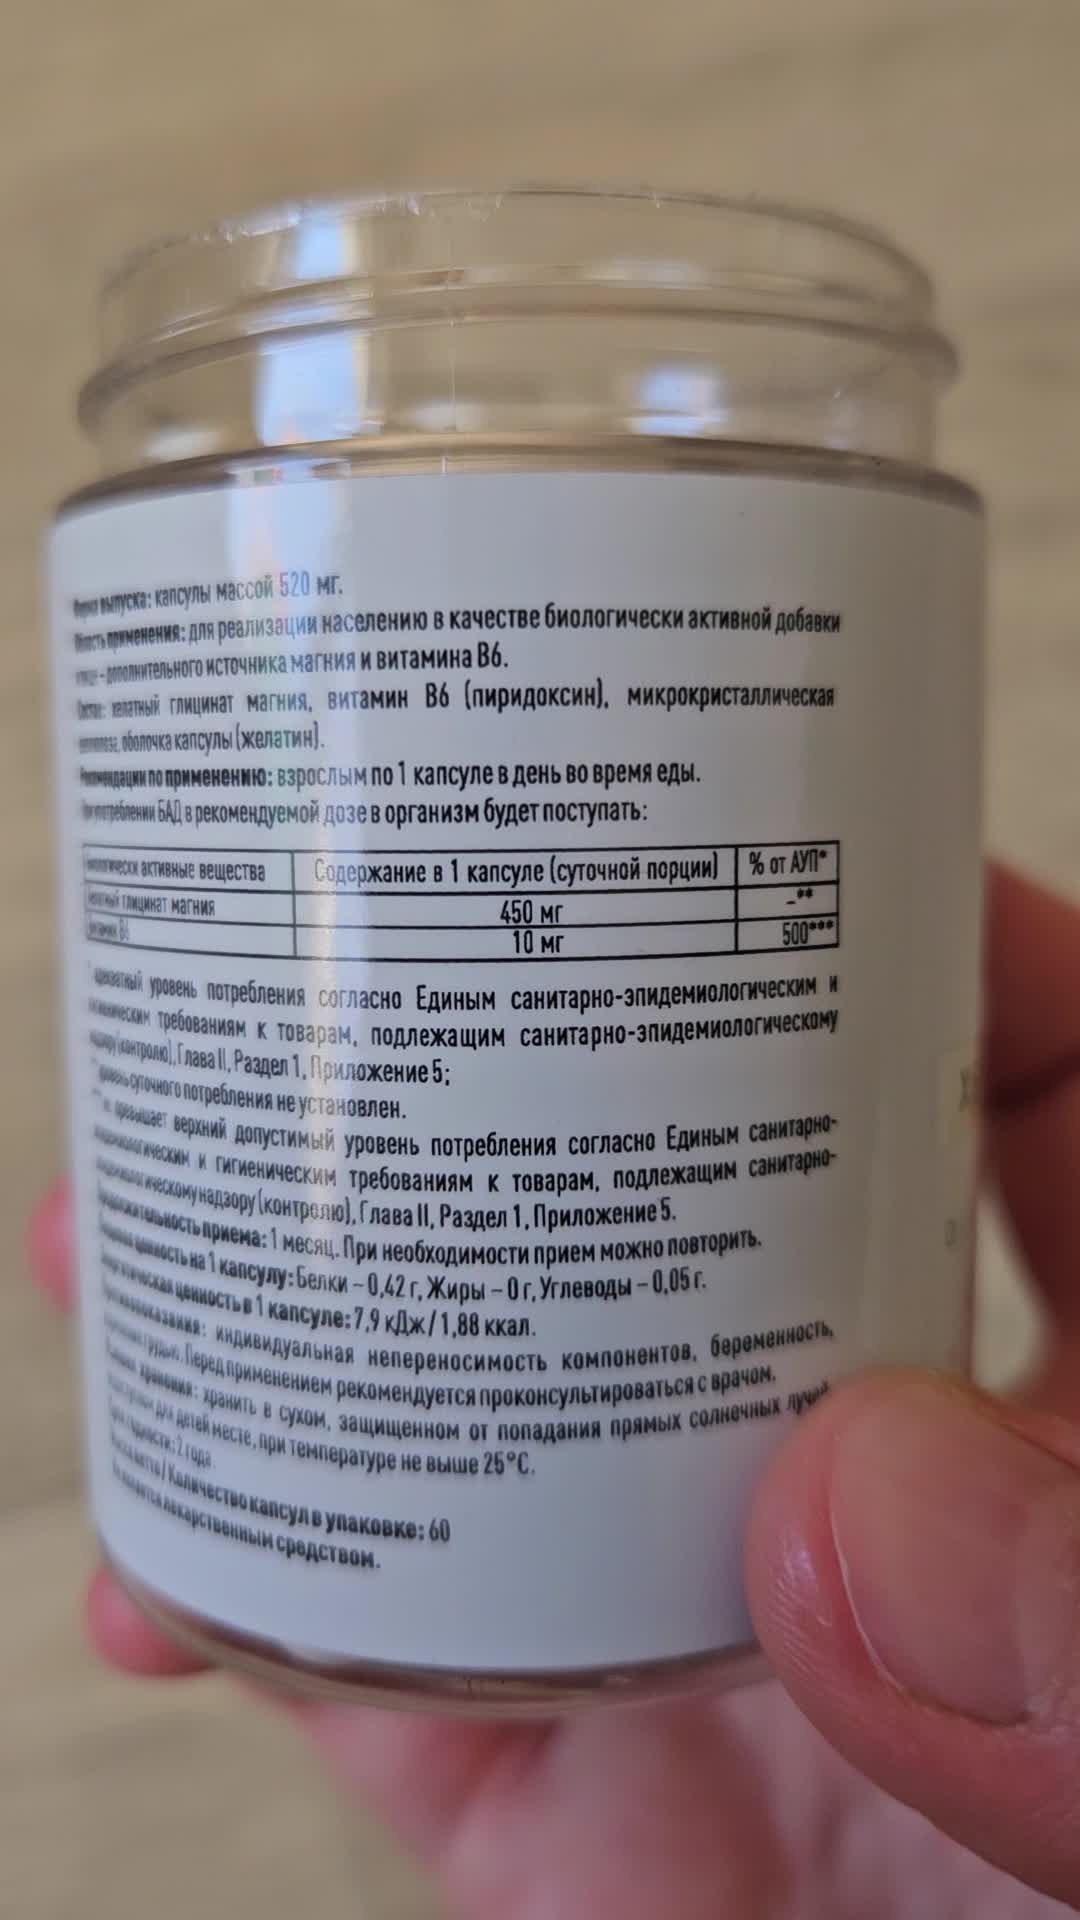 Форма выпуска: капсулы массой 520 мг.
Область применения: для реализации населению в качестве биологически активной добавки
к пище – дополнительного источника магния и витамина В6.
Состав: хелатный глицинат магния, витамин В6 (пиридоксин), микрокристаллическая
целлюлоза, оболочка капсулы (желатин).
Рекомендации по применению: взрослым по 1 капсуле в день во время еды.
При потреблении БАД в рекомендуемой дозе в организм будет поступать:
Биологически активные вещества Содержание в 1 капсуле (суточной порции) % от АУП*
Хелатный глицинат магния 450 мг –**
Витамин В6 10 мг 500***
* адекватный уровень потребления согласно Единым санитарно-эпидемиологическим и
гигиеническим требованиям к товарам, подлежащим санитарно-эпидемиологическому
надзору (контролю), Глава II, Раздел 1, Приложение 5;
** уровень суточного потребления не установлен.
*** не превышает верхний допустимый уровень потребления согласно Единым санитарно-
эпидемиологическим и гигиеническим требованиям к товарам, подлежащим санитарно-
эпидемиологическому надзору (контролю), Глава II, Раздел 1, Приложение 5.
Продолжительность приема: 1 месяц. При необходимости прием можно повторить.
Пищевая ценность на 1 капсулу: Белки – 0,42 г, Жиры – 0 г, Углеводы – 0,05 г.
Энергетическая ценность в 1 капсуле: 7,9 кДж / 1,88 ккал.
Противопоказания: индивидуальная непереносимость компонентов, беременность,
кормление грудью. Перед применением рекомендуется проконсультироваться с врачом.
Условия хранения: хранить в сухом, защищенном от попадания прямых солнечных лучей,
недоступном для детей месте, при температуре не выше 25°С.
Срок годности: 2 года.
Масса нетто / Количество капсул в упаковке: 60
Не является лекарственным средством.